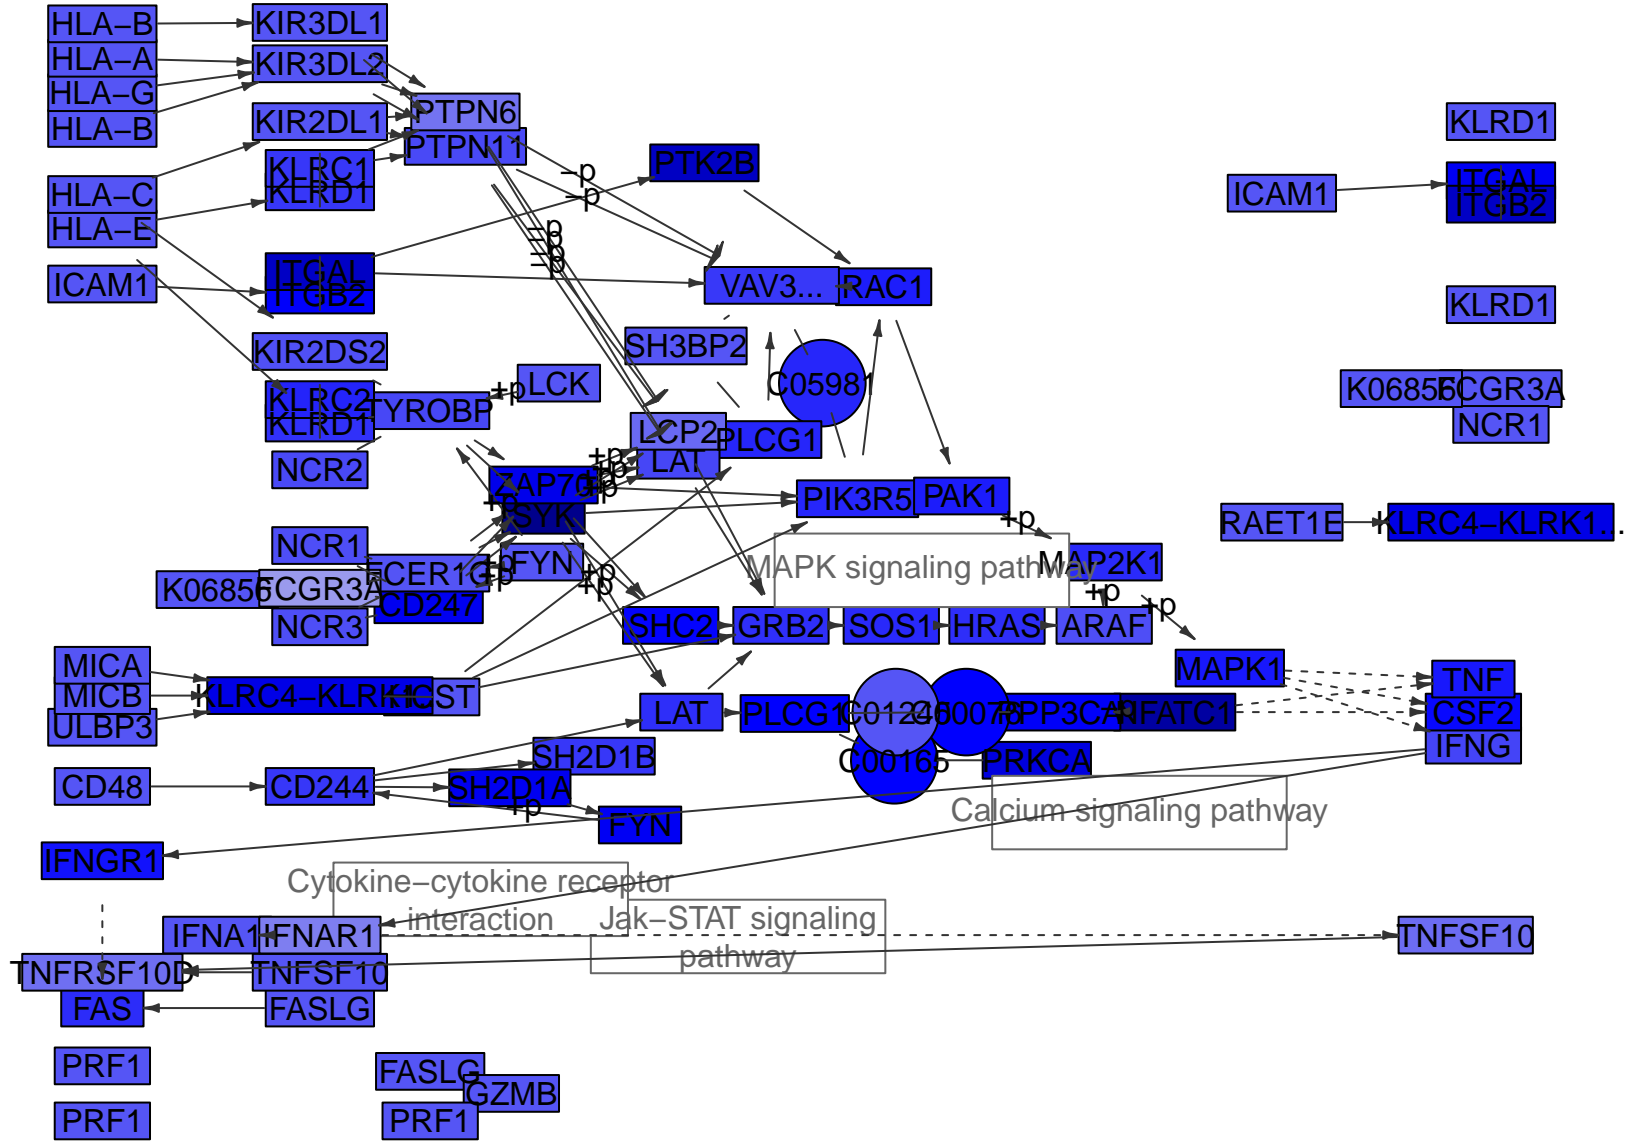 HLA−B
KIR3DL1
HLA−A
KIR3DL2
HLA−G
HLA−B
PTPN6
KIR2DL1
KLRD1
PTPN11
PTK2B
KLRC1
KLRD1
−p
−p
HLA−C
ICAM1
ITGAL
ITGB2
HLA−E
−p
−p
−p
−p
ITGAL
ITGB2
ICAM1
VAV3...
RAC1
KLRD1
KIR2DS2
SH3BP2
C05981
LCK
+p
KLRC2
KLRD1
TYROBP
K06856
FCGR3A
NCR1
LCP2
PLCG1
LAT
NCR2
+p
+p
+p
+p
ZAP70
SYK
PIK3R5
PAK1
+p
RAET1E
KLRC4−KLRK1...
NCR1
FYN
MAPK signaling pathway
MAP2K1
K06856
FCGR3A
FCER1G
+p
+p
+p
+p
CD247
+p
+p
NCR3
SHC2
GRB2
SOS1
HRAS
ARAF
MICA
MICB
ULBP3
KLRC4−KLRK1
HCST
MAPK1
TNF
CSF2
IFNG
LAT
PLCG1
C01245
C00076
PPP3CA
NFATC1
C00165
PRKCA
SH2D1B
CD48
CD244
SH2D1A
+p
FYN
Calcium signaling pathway
IFNGR1
Cytokine−cytokine receptor
interaction
Jak−STAT signaling
pathway
IFNA1
IFNAR1
TNFSF10
TNFRSF10D
TNFSF10
FAS
FASLG
PRF1
FASLG
GZMB
PRF1
PRF1